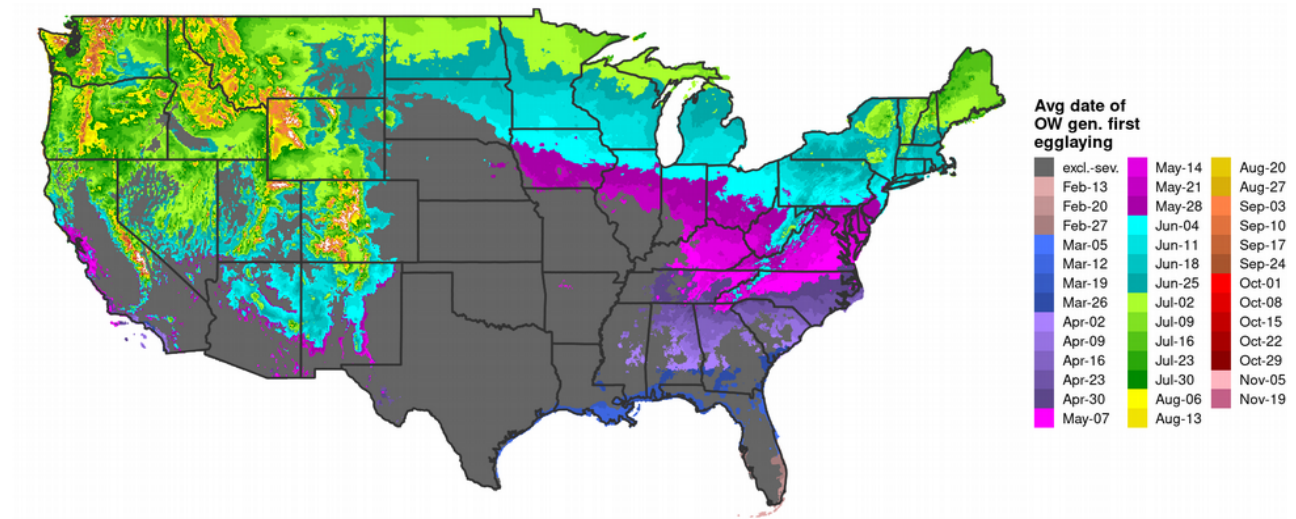 Avg date of
OW gen. first
egglaying
excl.-sev.
Feb-13
Feb-20
Feb-27
Mar-05
Mar-12
Mar-19
Mar-26
Apr-02
Apr-09
Apr-16
Apr-23
Apr-30
May-07
May-14
May-21
May-28
Jun-04
Jun-11
Jun-18
Jun-25
Jul-02
Jul-09
Jul-16
Jul-23
Jul-30
Aug-06
Aug-13
Aug-20
Aug-27
Sep-03
Sep-10
Sep-17
Sep-24
Oct-01
Oct-08
Oct-15
Oct-22
Oct-29
Nov-05
Nov-19